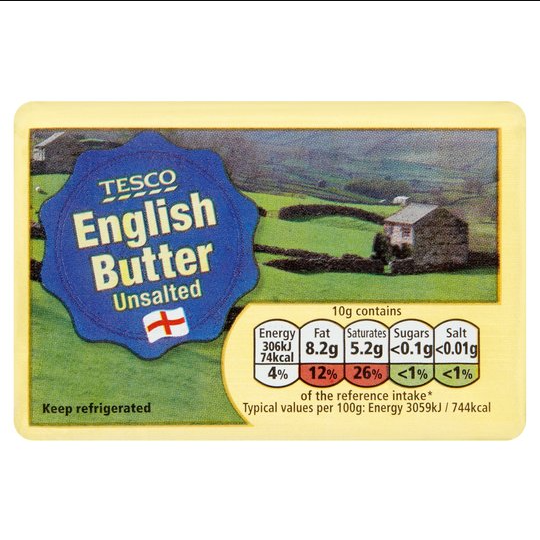 TESCO
English
Butter
Unsalted
10g contains
Energy Fat Saturates Sugars Salt
306kJ
74kcal 8.2g 5.2g <0.1g <0.01g
4% 12% 26% <1% <1%
of the reference intake*
Typical values per 100g: Energy 3059kJ / 744kcal
Keep refrigerated